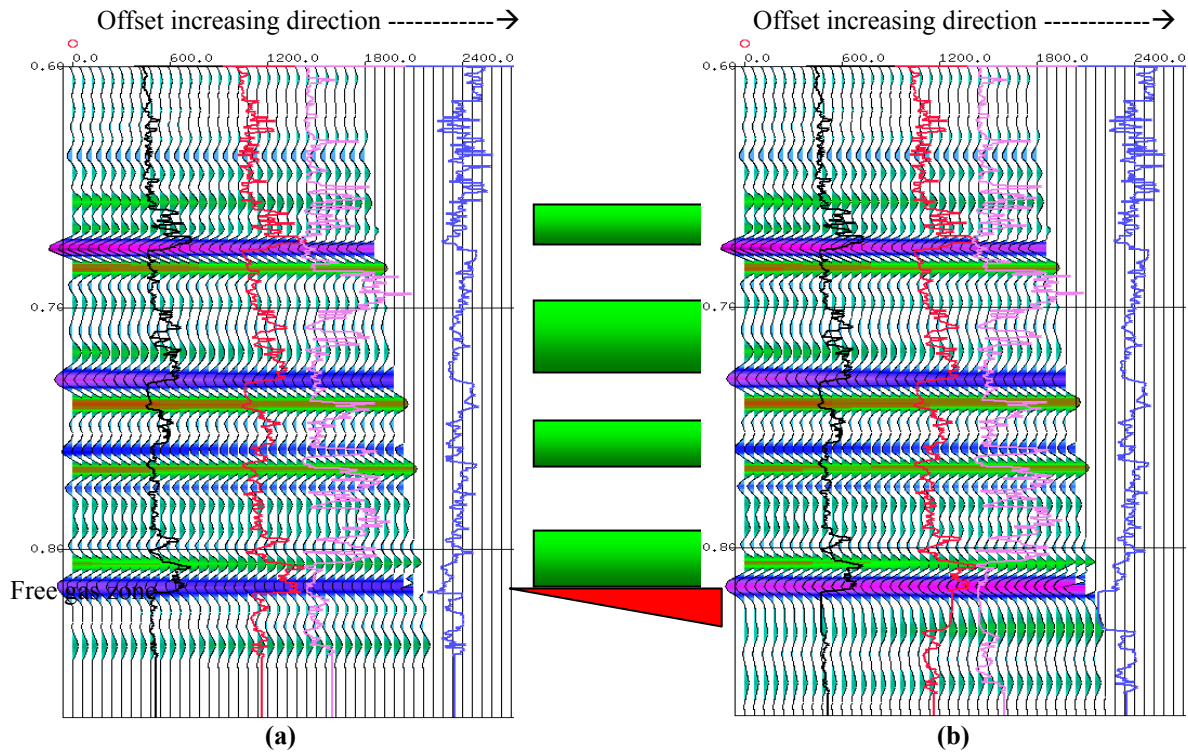 Offset increasing direction ------------→
Offset increasing direction ------------→
0.0 600.0 1200.0 1800.0 2400.0
0.0 600.0 1200.0 1800.0 2400.0
0.60
0.60
0.70
0.70
0.80
0.80
Free gas zone
(a)
(b)